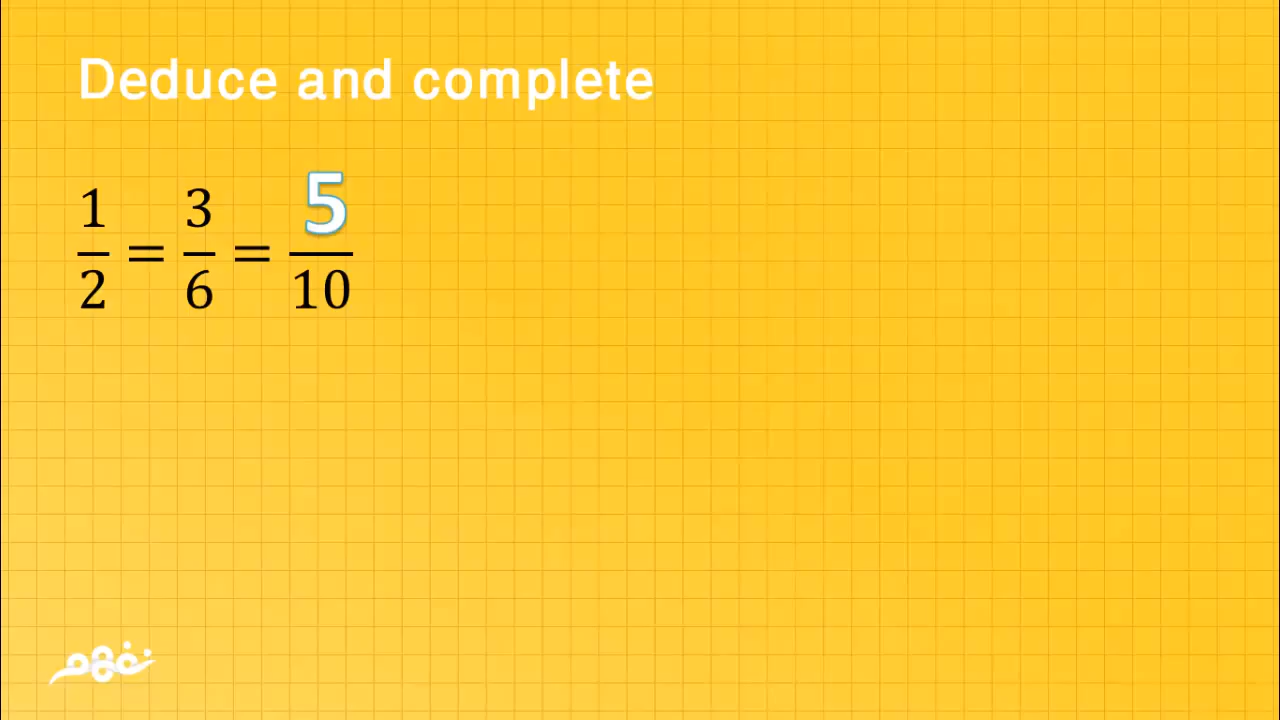 Deduce and complete
1/2 = 3/6 = 5/10
نفهم